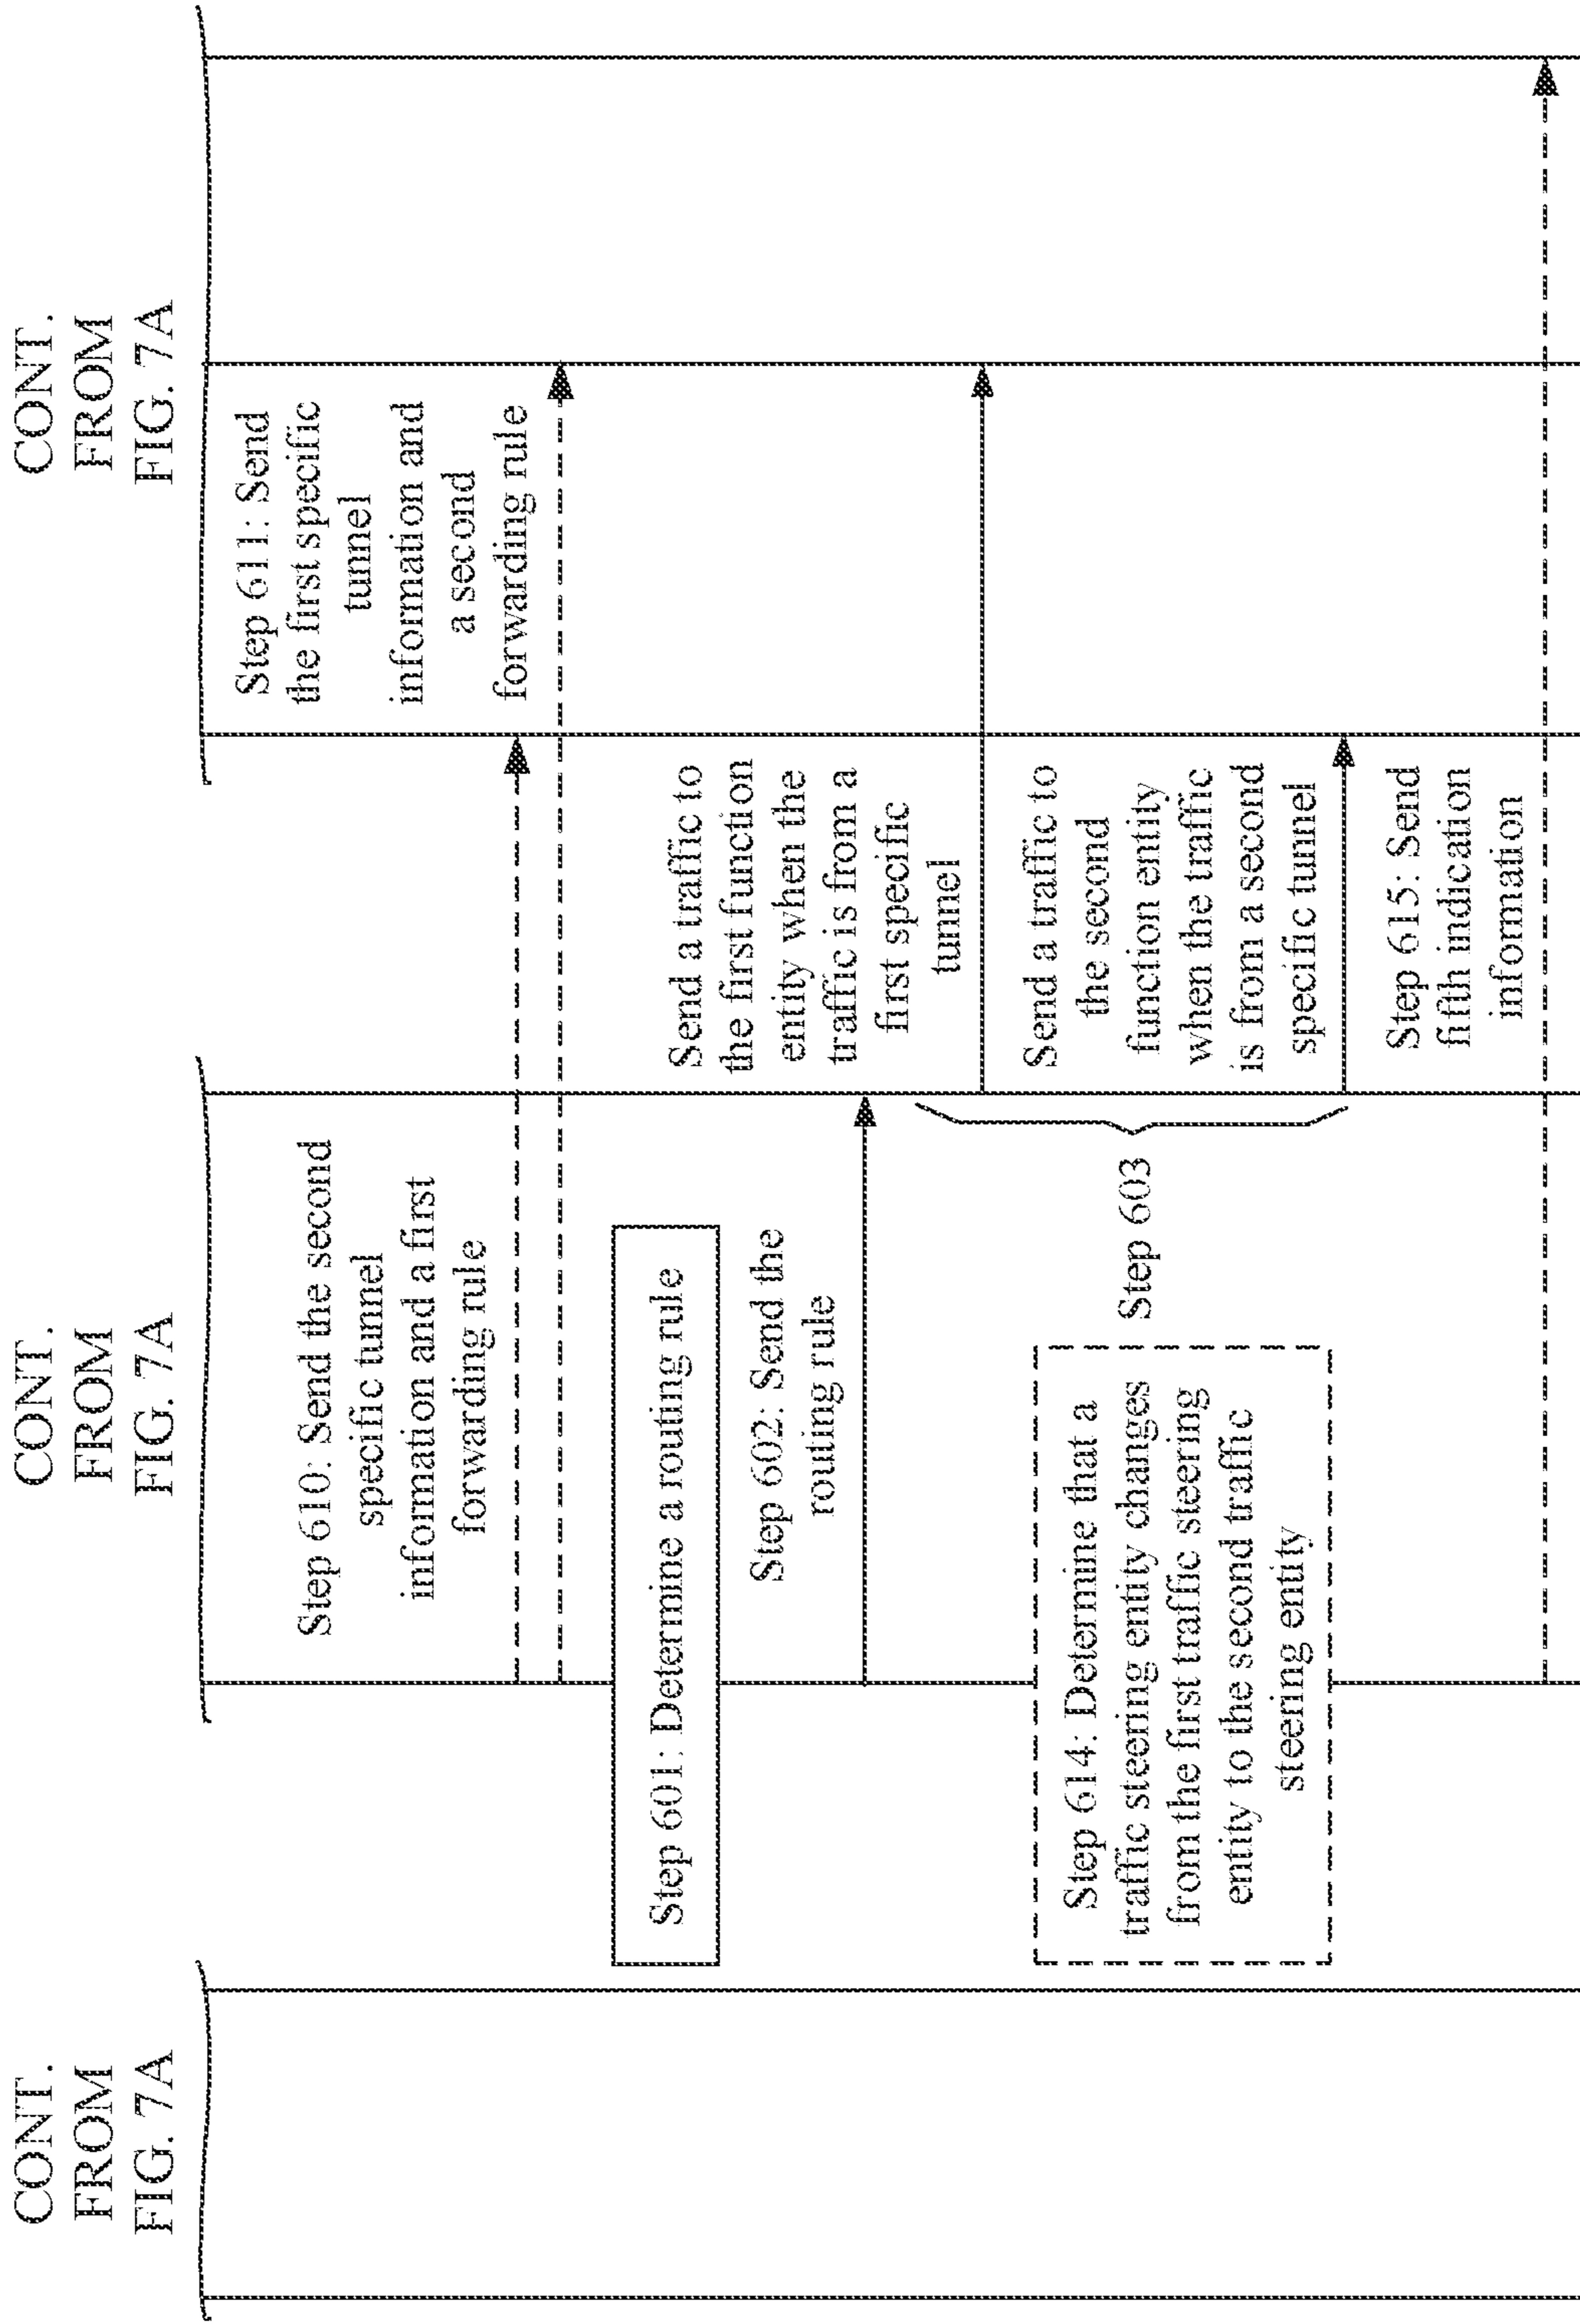 CONT.
FROM
FIG. 7A
CONT.
FROM
FIG. 7A
CONT.
FROM
FIG. 7A
Step 610: Send the second
specific tunnel
information and a first
forwarding rule
Step 611: Send
the first specific
tunnel
information and
a second
forwarding rule
Step 601: Determine a routing rule
Step 602: Send the
routing rule
Send a traffic to
the first function
entity when the
traffic is from a
first specific
tunnel
Step 603
Send a traffic to
the second
function entity
when the traffic
is from a second
specific tunnel
Step 614: Determine that a
traffic steering entity changes
from the first traffic steering
entity to the second traffic
steering entity
Step 615: Send
fifth indication
information